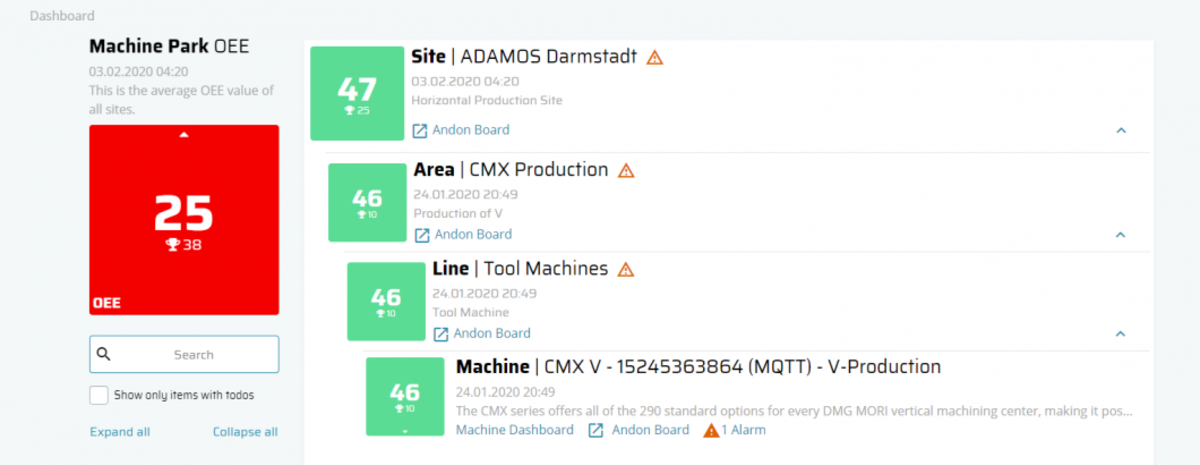 Dashboard
Machine Park OEE
03.02.2020 04:20
This is the average OEE value of
all sites.
25
38
OEE
Search
Show only items with todos
Expand all Collapse all
47
25
Site | ADAMOS Darmstadt
03.02.2020 04:20
Horizontal Production Site
Andon Board
46
10
Area | CMX Production
24.01.2020 20:49
Production of V
Andon Board
46
10
Line | Tool Machines
24.01.2020 20:49
Tool Machine
Andon Board
46
10
Machine | CMX V - 15245363864 (MQTT) - V-Production
24.01.2020 20:49
The CMX series offers all of the 290 standard options for every DMG MORI vertical machining center, making it pos...
Machine Dashboard Andon Board 1 Alarm